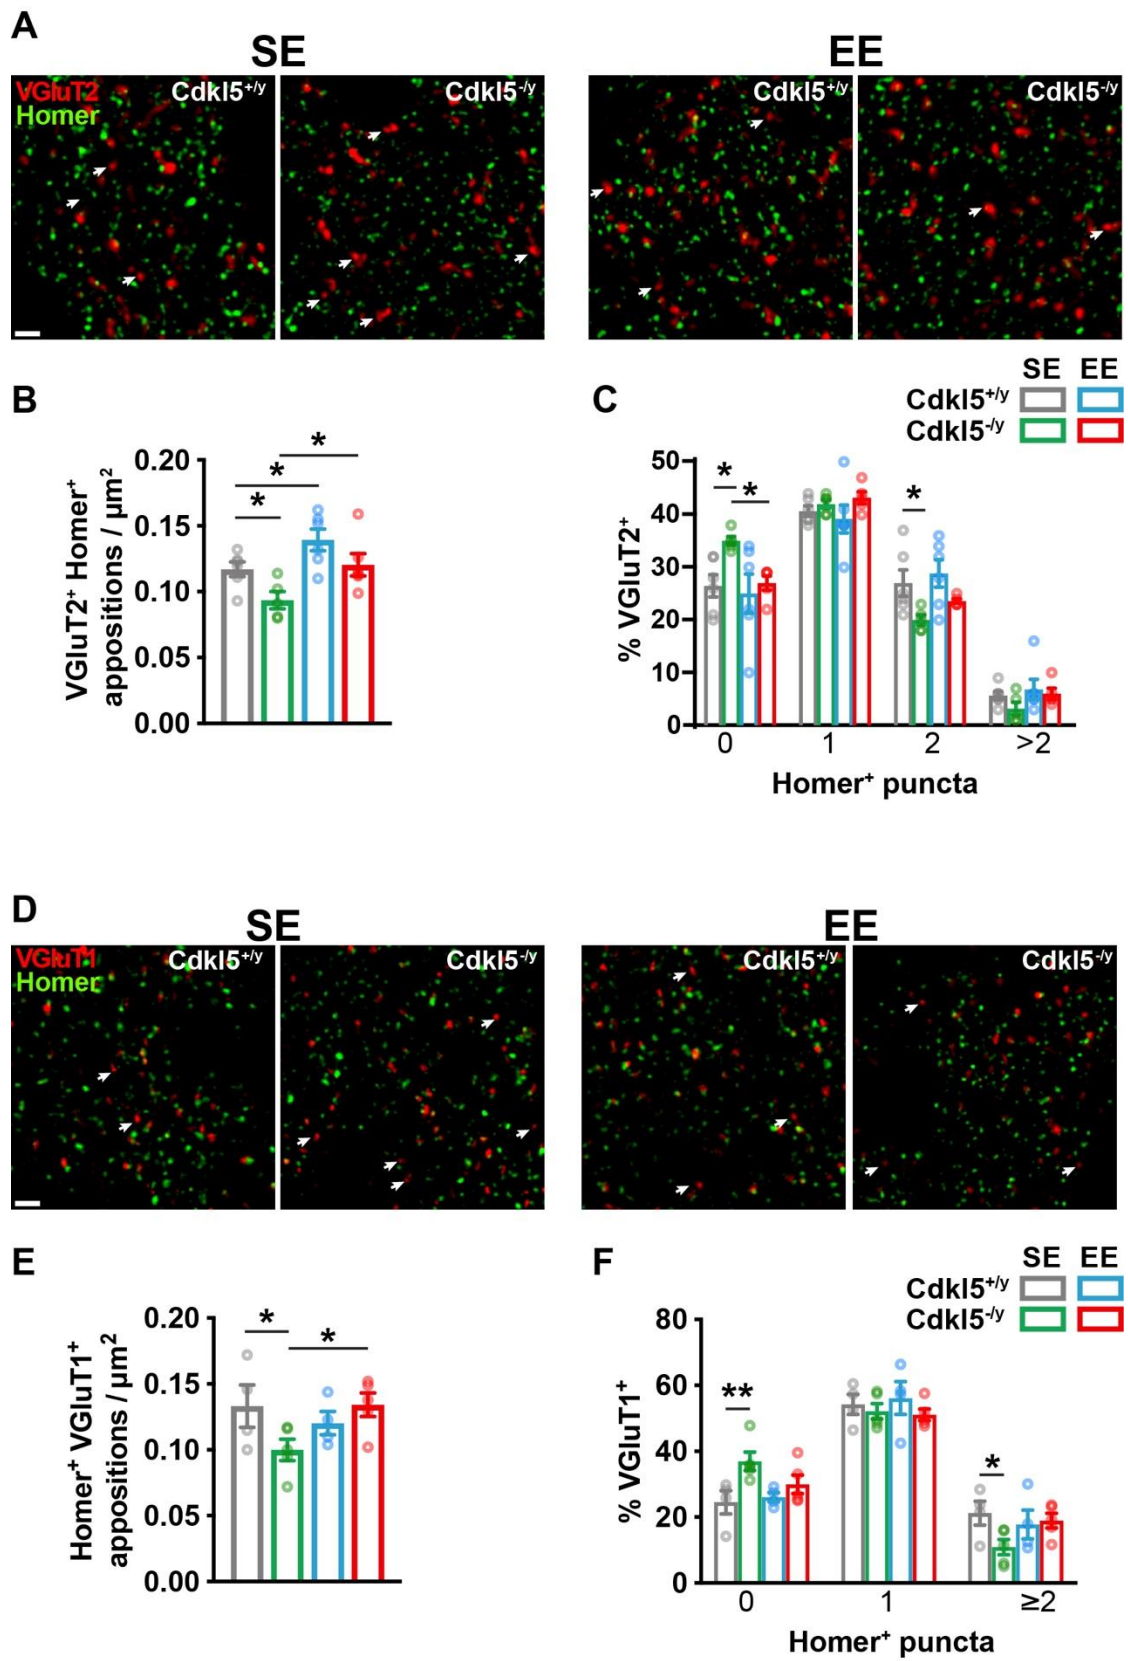 A
SE EE
VGluT2 Cdkl5+/y Cdkl5-/y Cdkl5+/y Cdkl5-/y
Homer
SE EE
B C Cdkl5+/y
Cdkl5-/y
VGluT2+ Homer+
appositions / µm2
0.20
0.15
0.10
0.05
0.00
*
*
*
% VGluT2+
50
40
30
20
10
0
* * *
0 1 2 >2
Homer+ puncta
D
SE EE
VGluT1 Cdkl5+/y Cdkl5-/y Cdkl5+/y Cdkl5-/y
Homer
E F SE EE
Cdkl5+/y
Cdkl5-/y
Homer+ VGluT1+
appositions / µm2
0.20
0.15
0.10
0.05
0.00
* *
% VGluT1+
80
60
40
20
0
** *
0 1 ≥2
Homer+ puncta